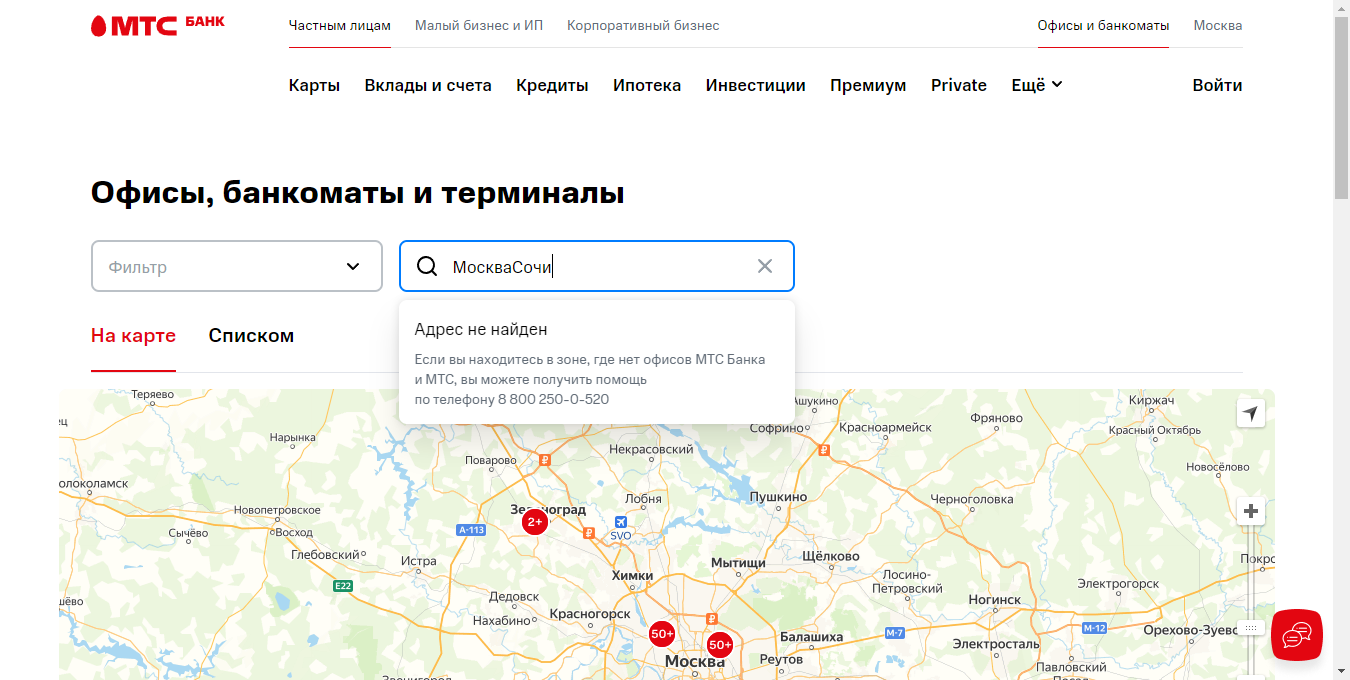 МТС БАНК
Частным лицам Малый бизнес и ИП Корпоративный бизнес Офисы и банкоматы Москва
Карты Вклады и счета Кредиты Ипотека Инвестиции Премиум Private Ещё Войти
Офисы, банкоматы и терминалы
Фильтр
МоскваСочи
На карте Списком
Адрес не найден
Если вы находитесь в зоне, где нет офисов МТС Банка
и МТС, вы можете получить помощь
по телефону 8 800 250-0-520
Теряево
Ашукино
Киржач
Фряново
Софрино
Красноармейск
Красный Октябрь
Нарынка
Некрасовский
Поварово
Новосёлово
олоколамск
Лобня
Пушкино
Черноголовка
Новопетровское
Зеленоград
2+
А-113
SVO
Сычёво
Восход
Глебовский
Истра
Мытищи
Щёлково
Покро
Химки
Лосино-
Петровский
Электрогорск
E22
Дедовск
Ногинск
шёво
Красногорск
Нахабино
50+
50+
Балашиха
М-7
М-12
Орехово-Зуевс
Электросталь
Москва
Реутов
Павловский
Посад
Звенигород